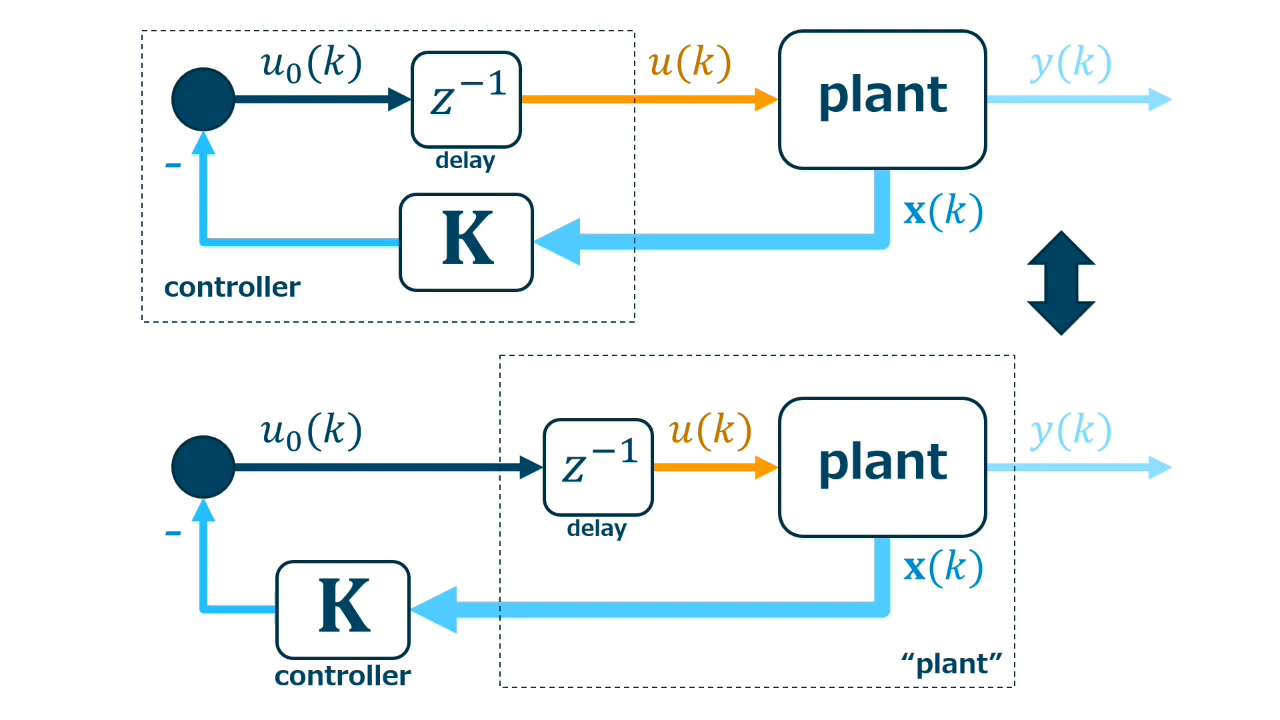 u₀(k)
z⁻¹
delay
u(k)
plant
y(k)
-
K
x(k)
controller
u₀(k)
z⁻¹
delay
u(k)
plant
y(k)
-
K
controller
x(k)
“plant”